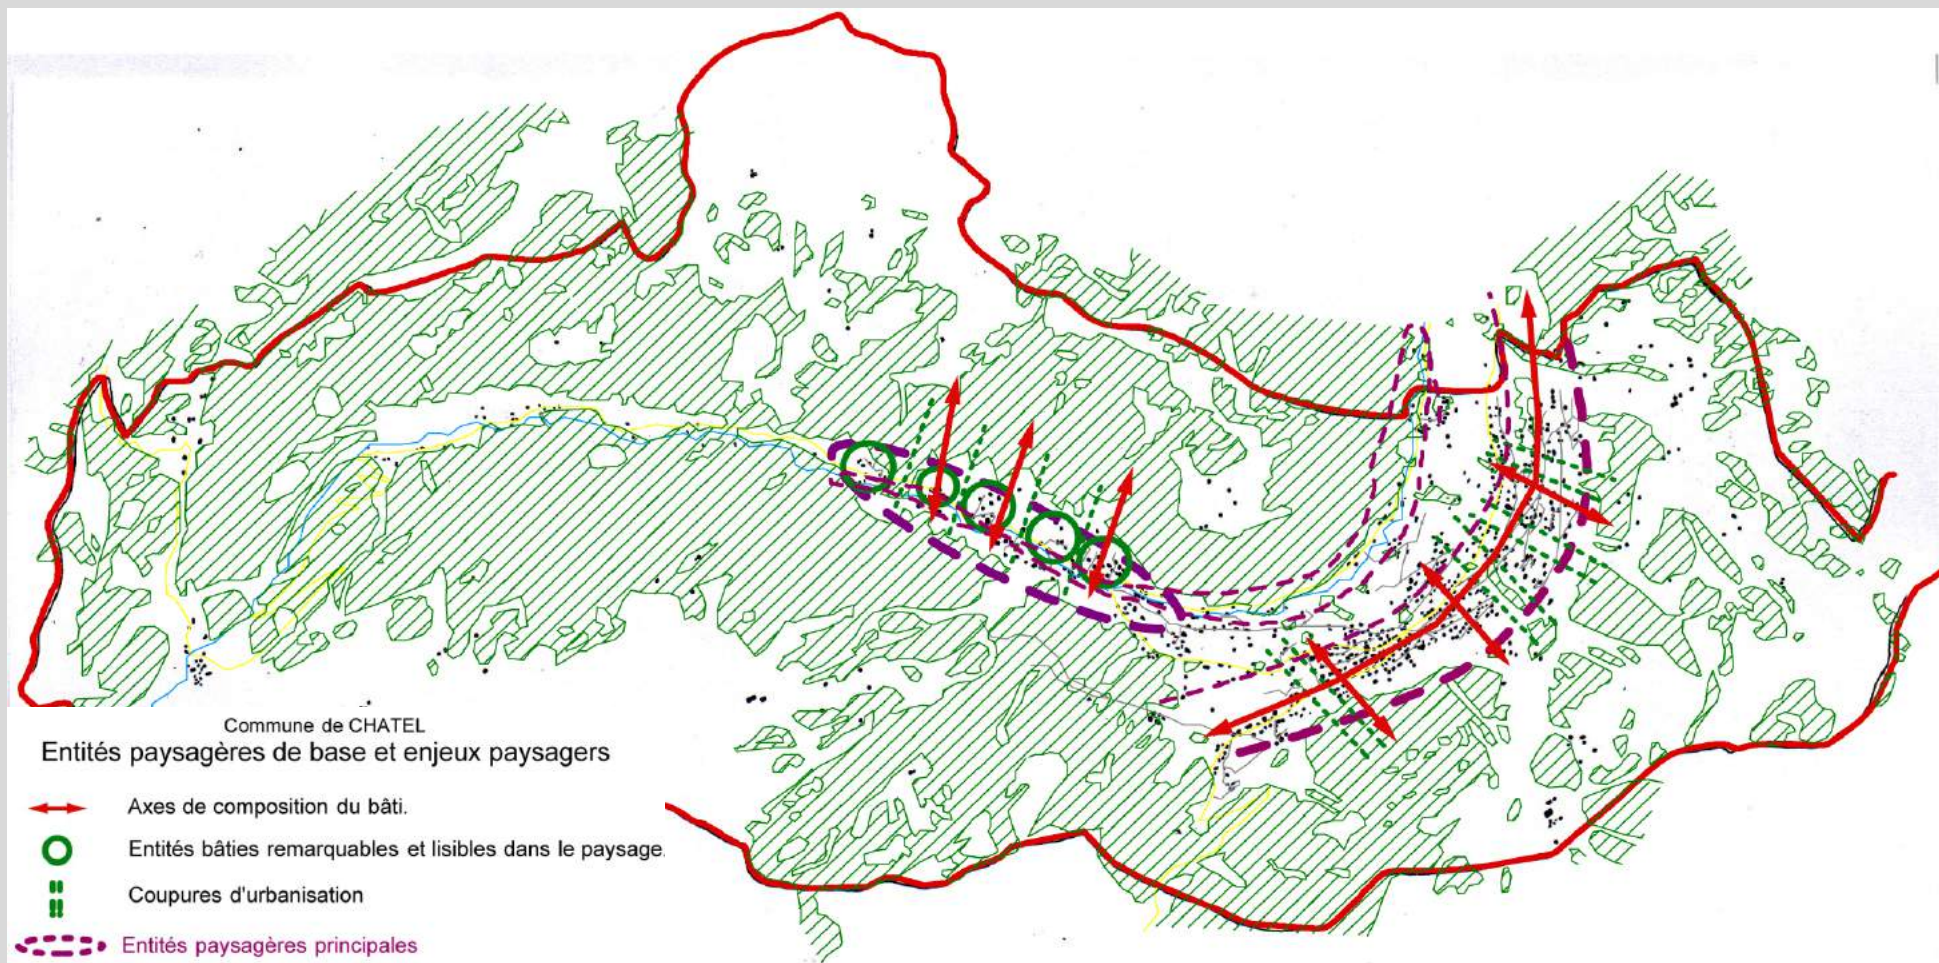 Commune de CHATEL
Entités paysagères de base et enjeux paysagers
Axes de composition du bâti.
Entités bâties remarquables et lisibles dans le paysage.
Coupures d'urbanisation
Entités paysagères principales